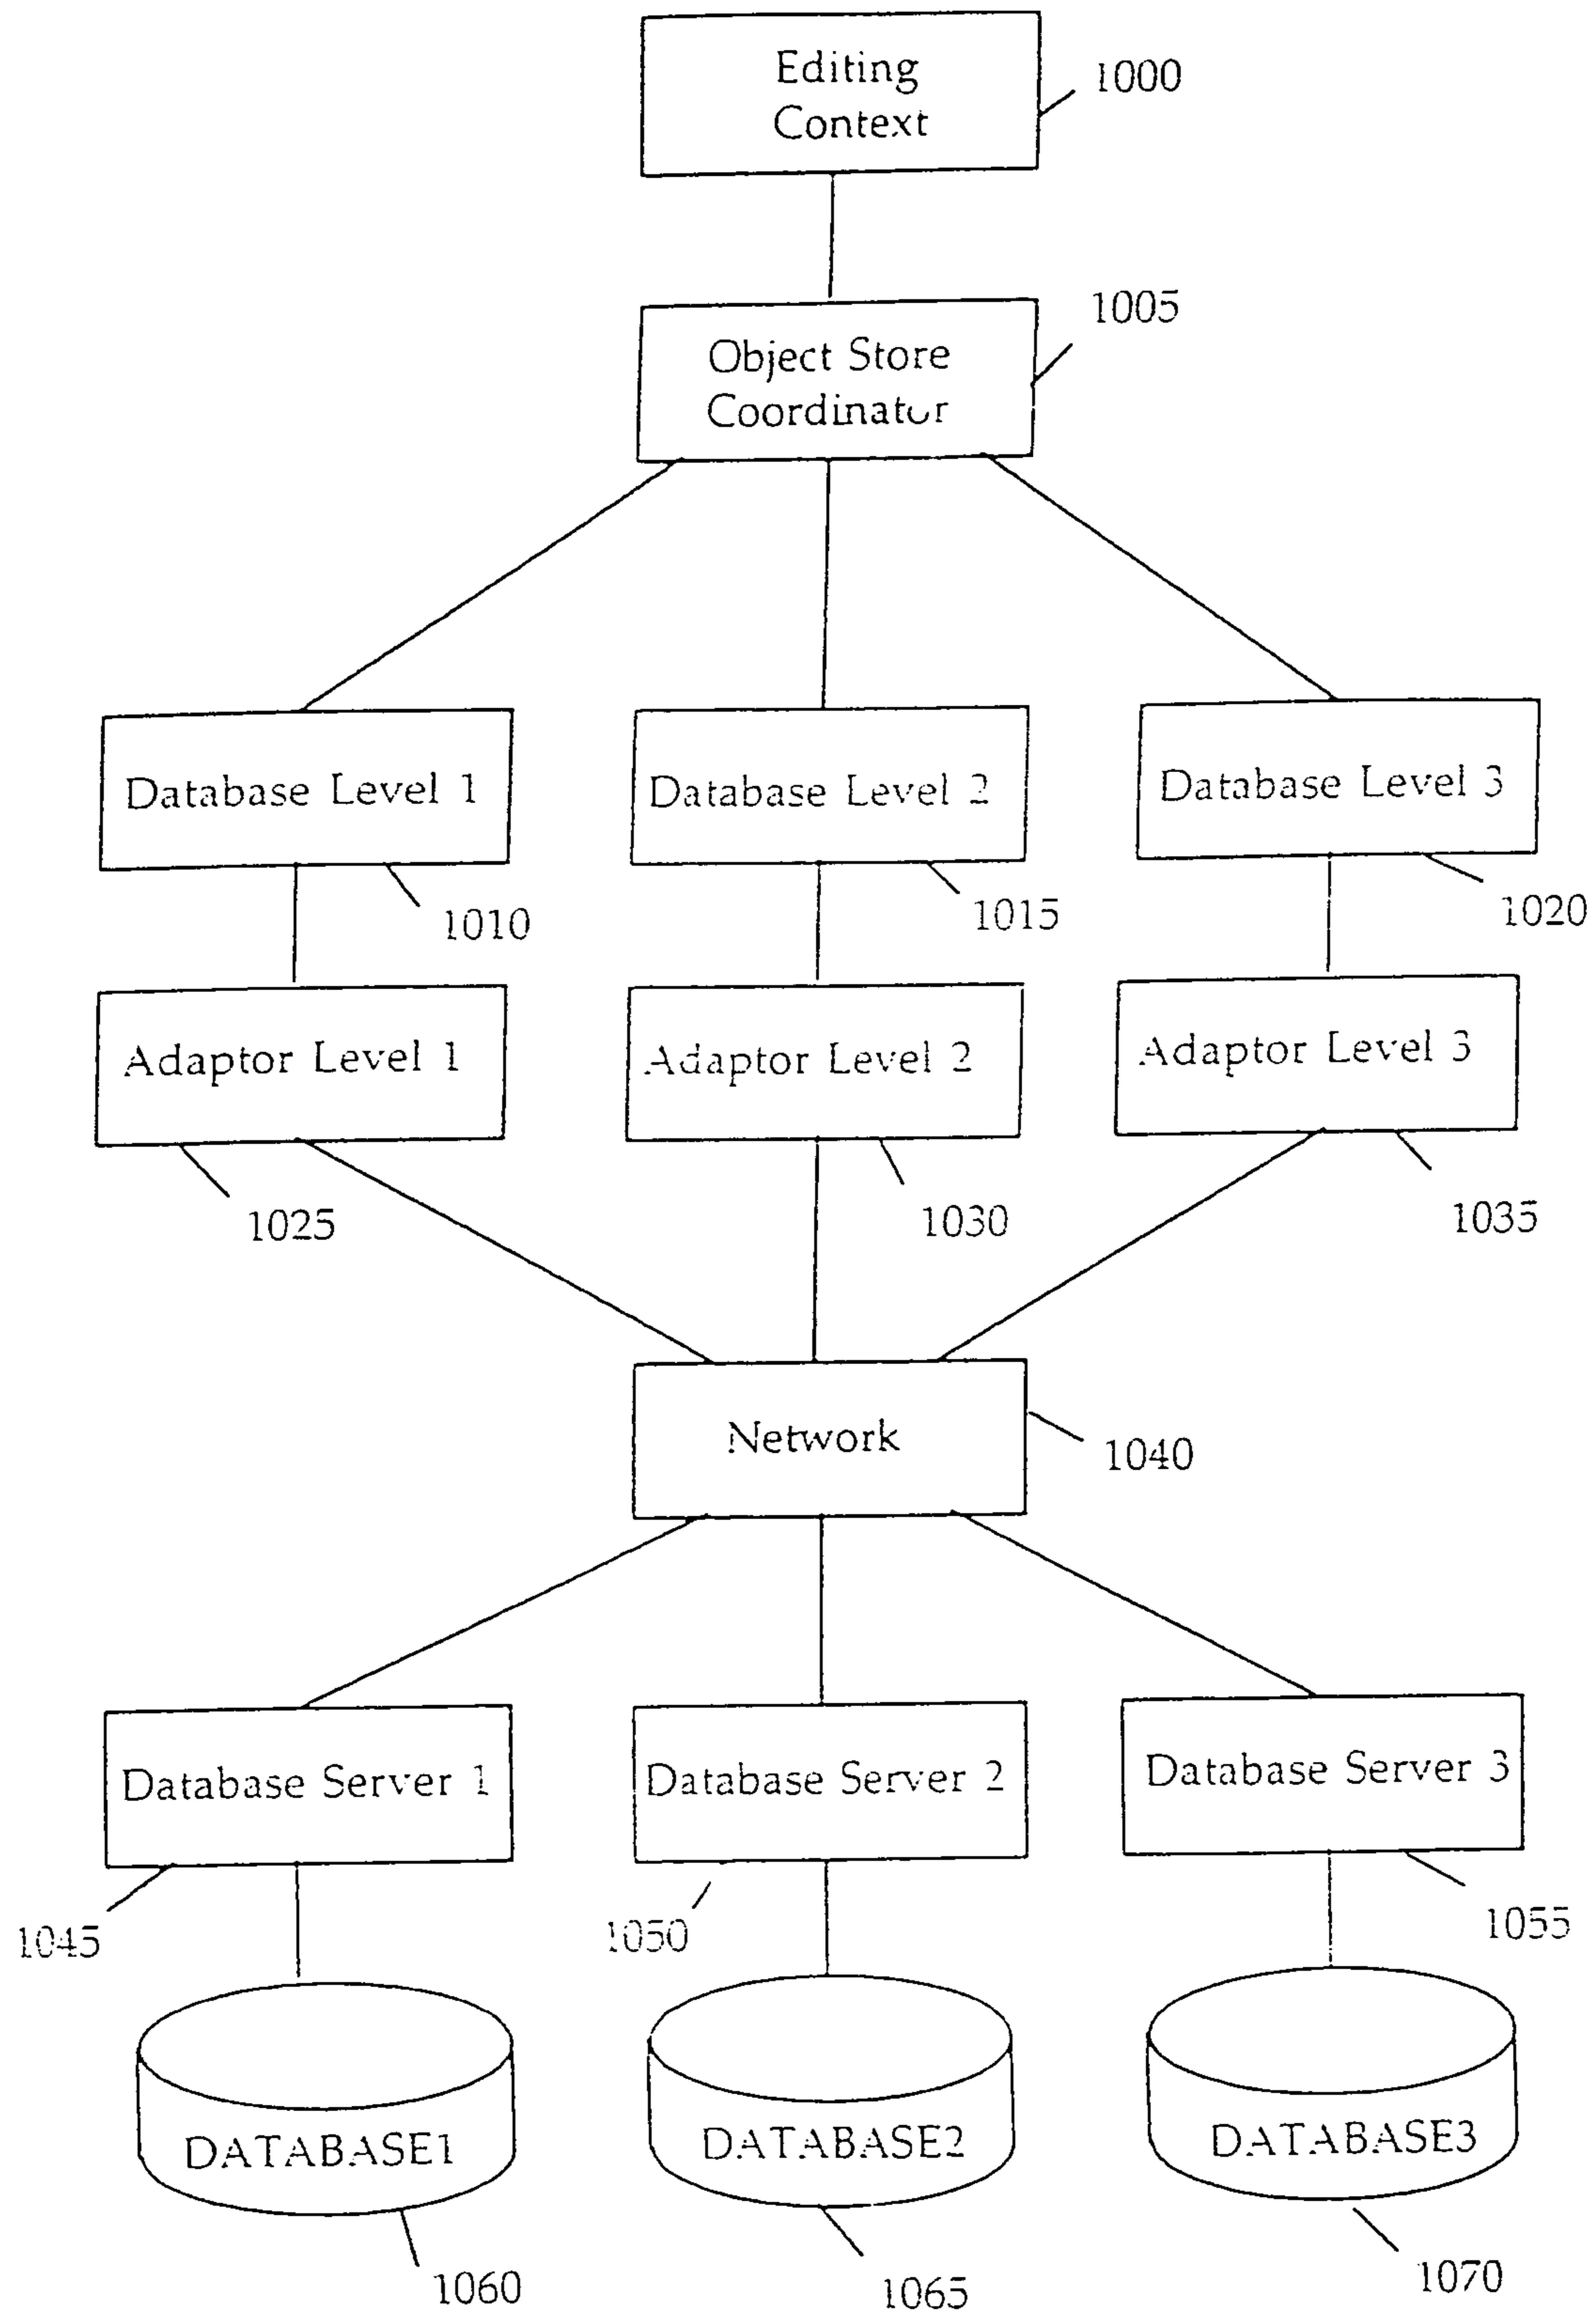 Editing
Context
1000
Object Store
Coordinator
1005
Database Level 1
Database Level 2
Database Level 3
1010
1015
1020
Adaptor Level 1
Adaptor Level 2
Adaptor Level 3
1025
1030
1035
Network
1040
Database Server 1
Database Server 2
Database Server 3
1045
1050
1055
DATABASE1
DATABASE2
DATABASE3
1060
1065
1070